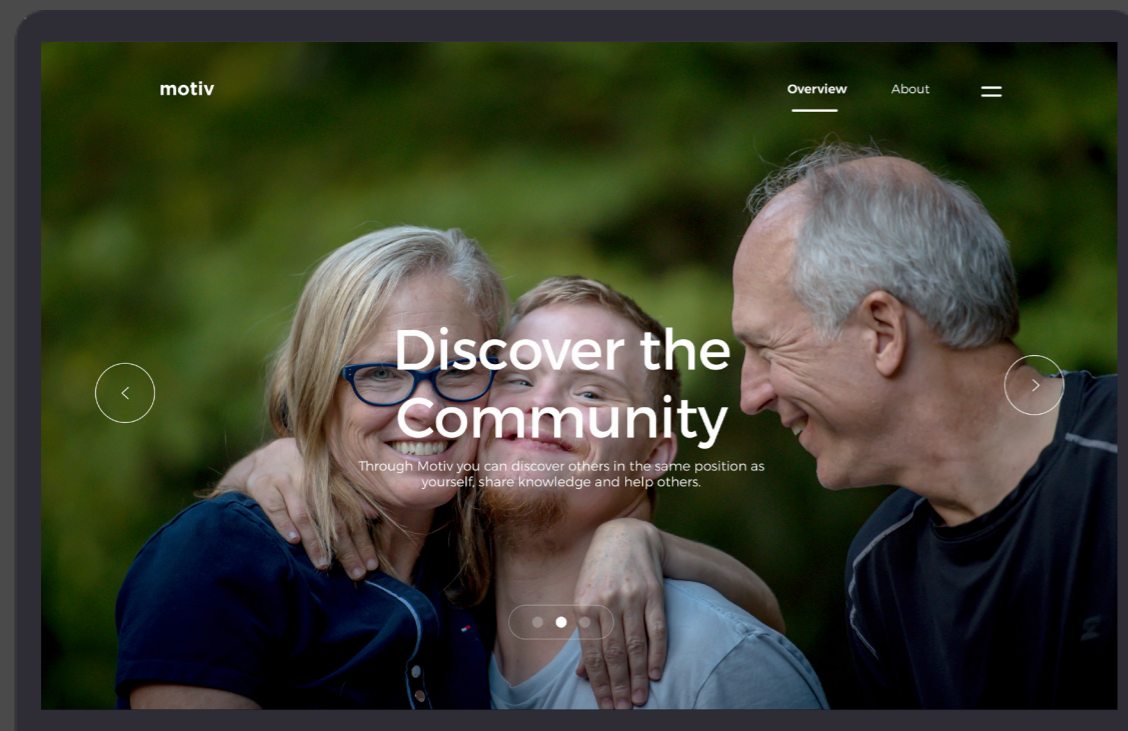 motiv
Overview
About
Discover the
Community
Through Motiv you can discover others in the same position as
yourself, share knowledge and help others.